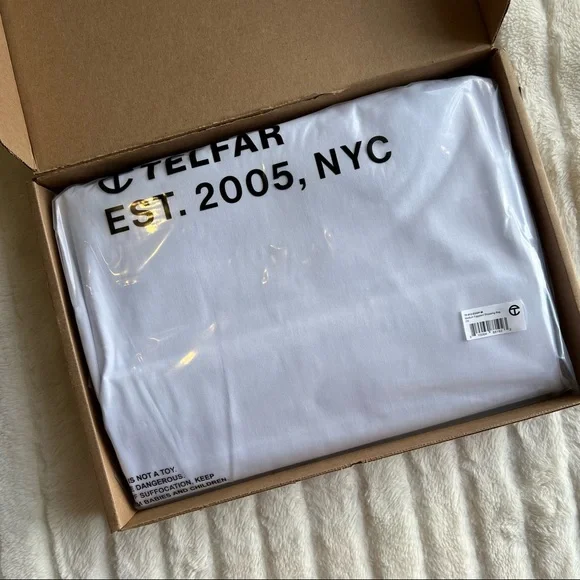 TELFAR
EST. 2005, NYC
IS NOT A TOY.
DANGEROUS.
SUFFOCATION, KEEP
BABIES AND CHILDREN